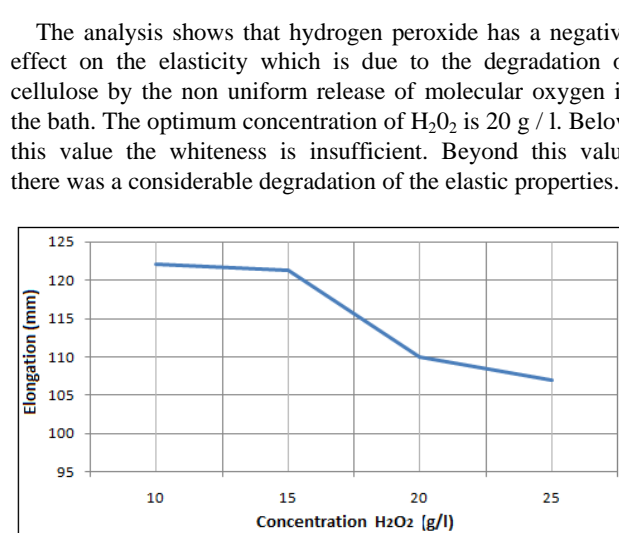 The analysis shows that hydrogen peroxide has a negativ
effect on the elasticity which is due to the degradation o
cellulose by the non uniform release of molecular oxygen i
the bath. The optimum concentration of H₂0₂ is 20 g / l. Below
this value the whiteness is insufficient. Beyond this valu
there was a considerable degradation of the elastic properties.
125
120
115
110
105
100
95
Elongation (mm)
10 15 20 25
Concentration H2O2 (g/l)